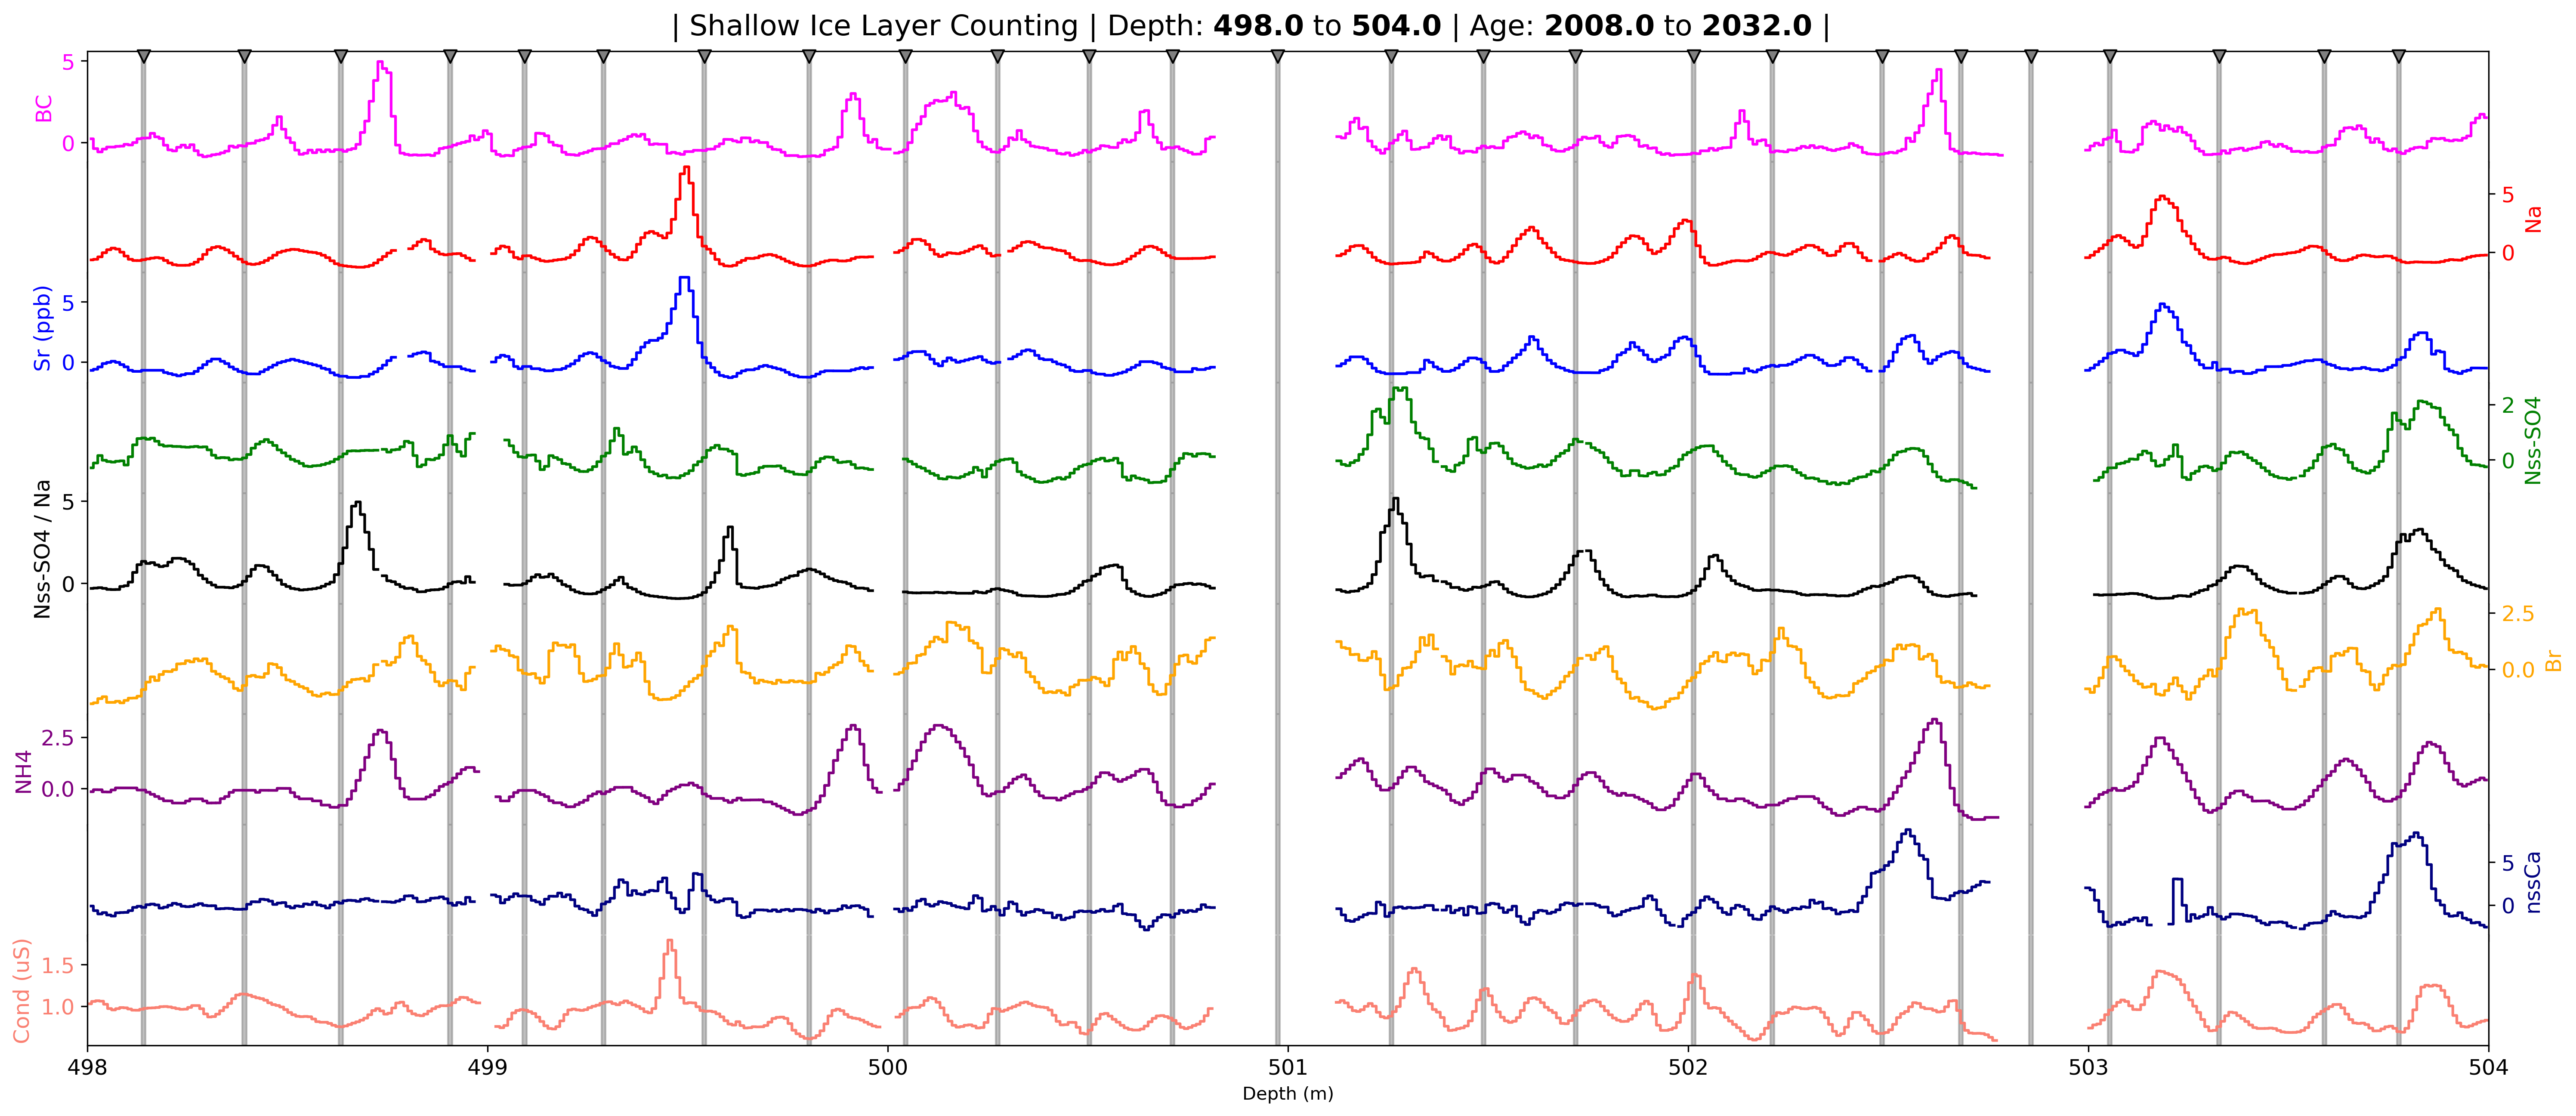 | Shallow Ice Layer Counting | Depth: 498.0 to 504.0 | Age: 2008.0 to 2032.0 |
BC
5
0
Na
5
0
Sr (ppb)
5
0
Nss-SO4
2
0
Nss-SO4 / Na
5
0
Br
2.5
0.0
NH4
2.5
0.0
nssCa
5
0
Cond (uS)
1.5
1.0
498 499 500 501 502 503 504
Depth (m)